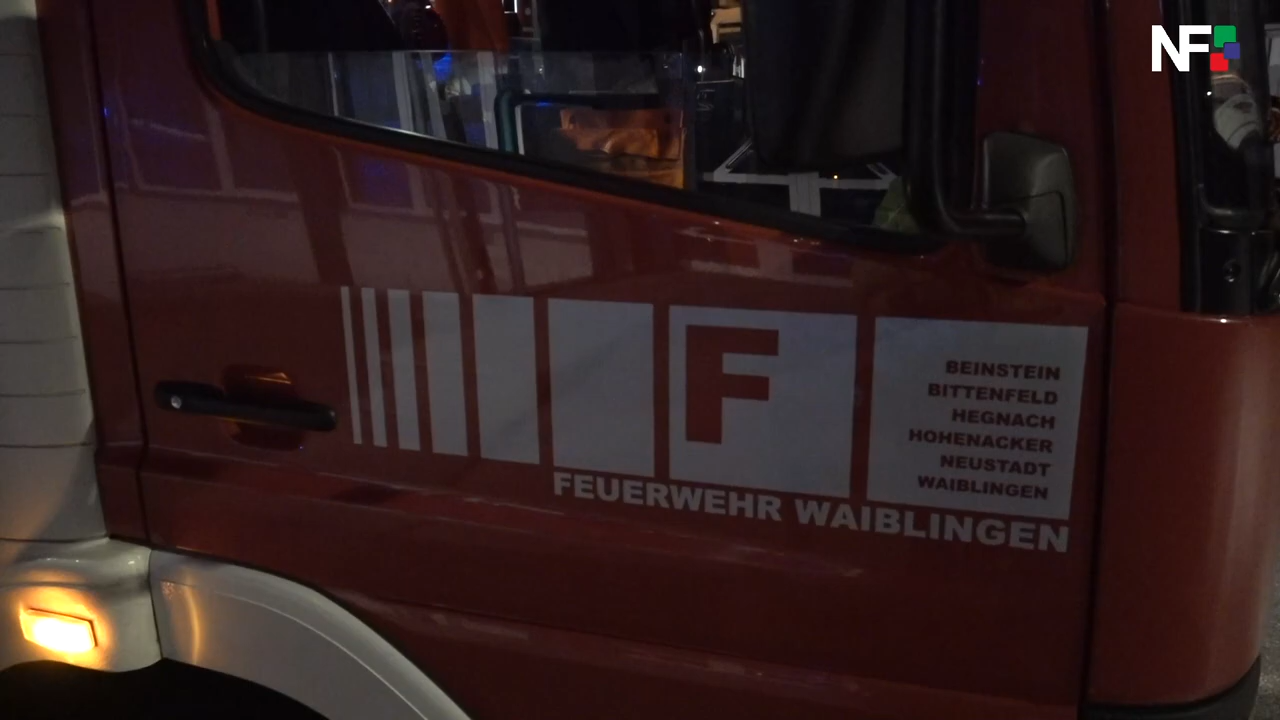 NF
F
BEINSTEIN
BITTENFELD
HEGNACH
HOHENACKER
NEUSTADT
WAIBLINGEN
FEUERWEHR WAIBLINGEN